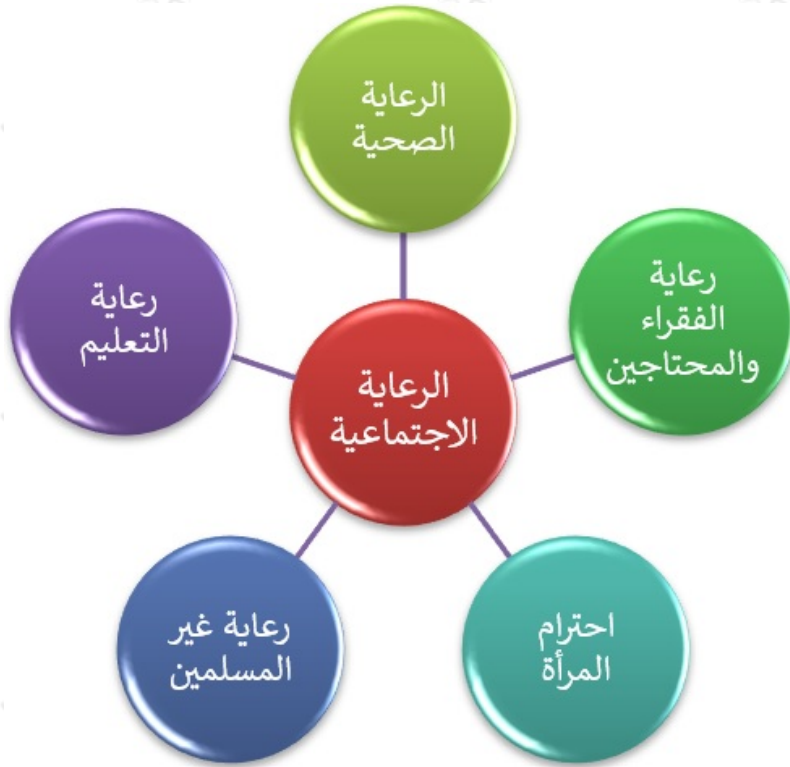 الرعاية
الصحية
رعاية
الفقراء
والمحتاجين
رعاية
التعليم
الرعاية
الاجتماعية
احترام
المرأة
رعاية غير
المسلمين